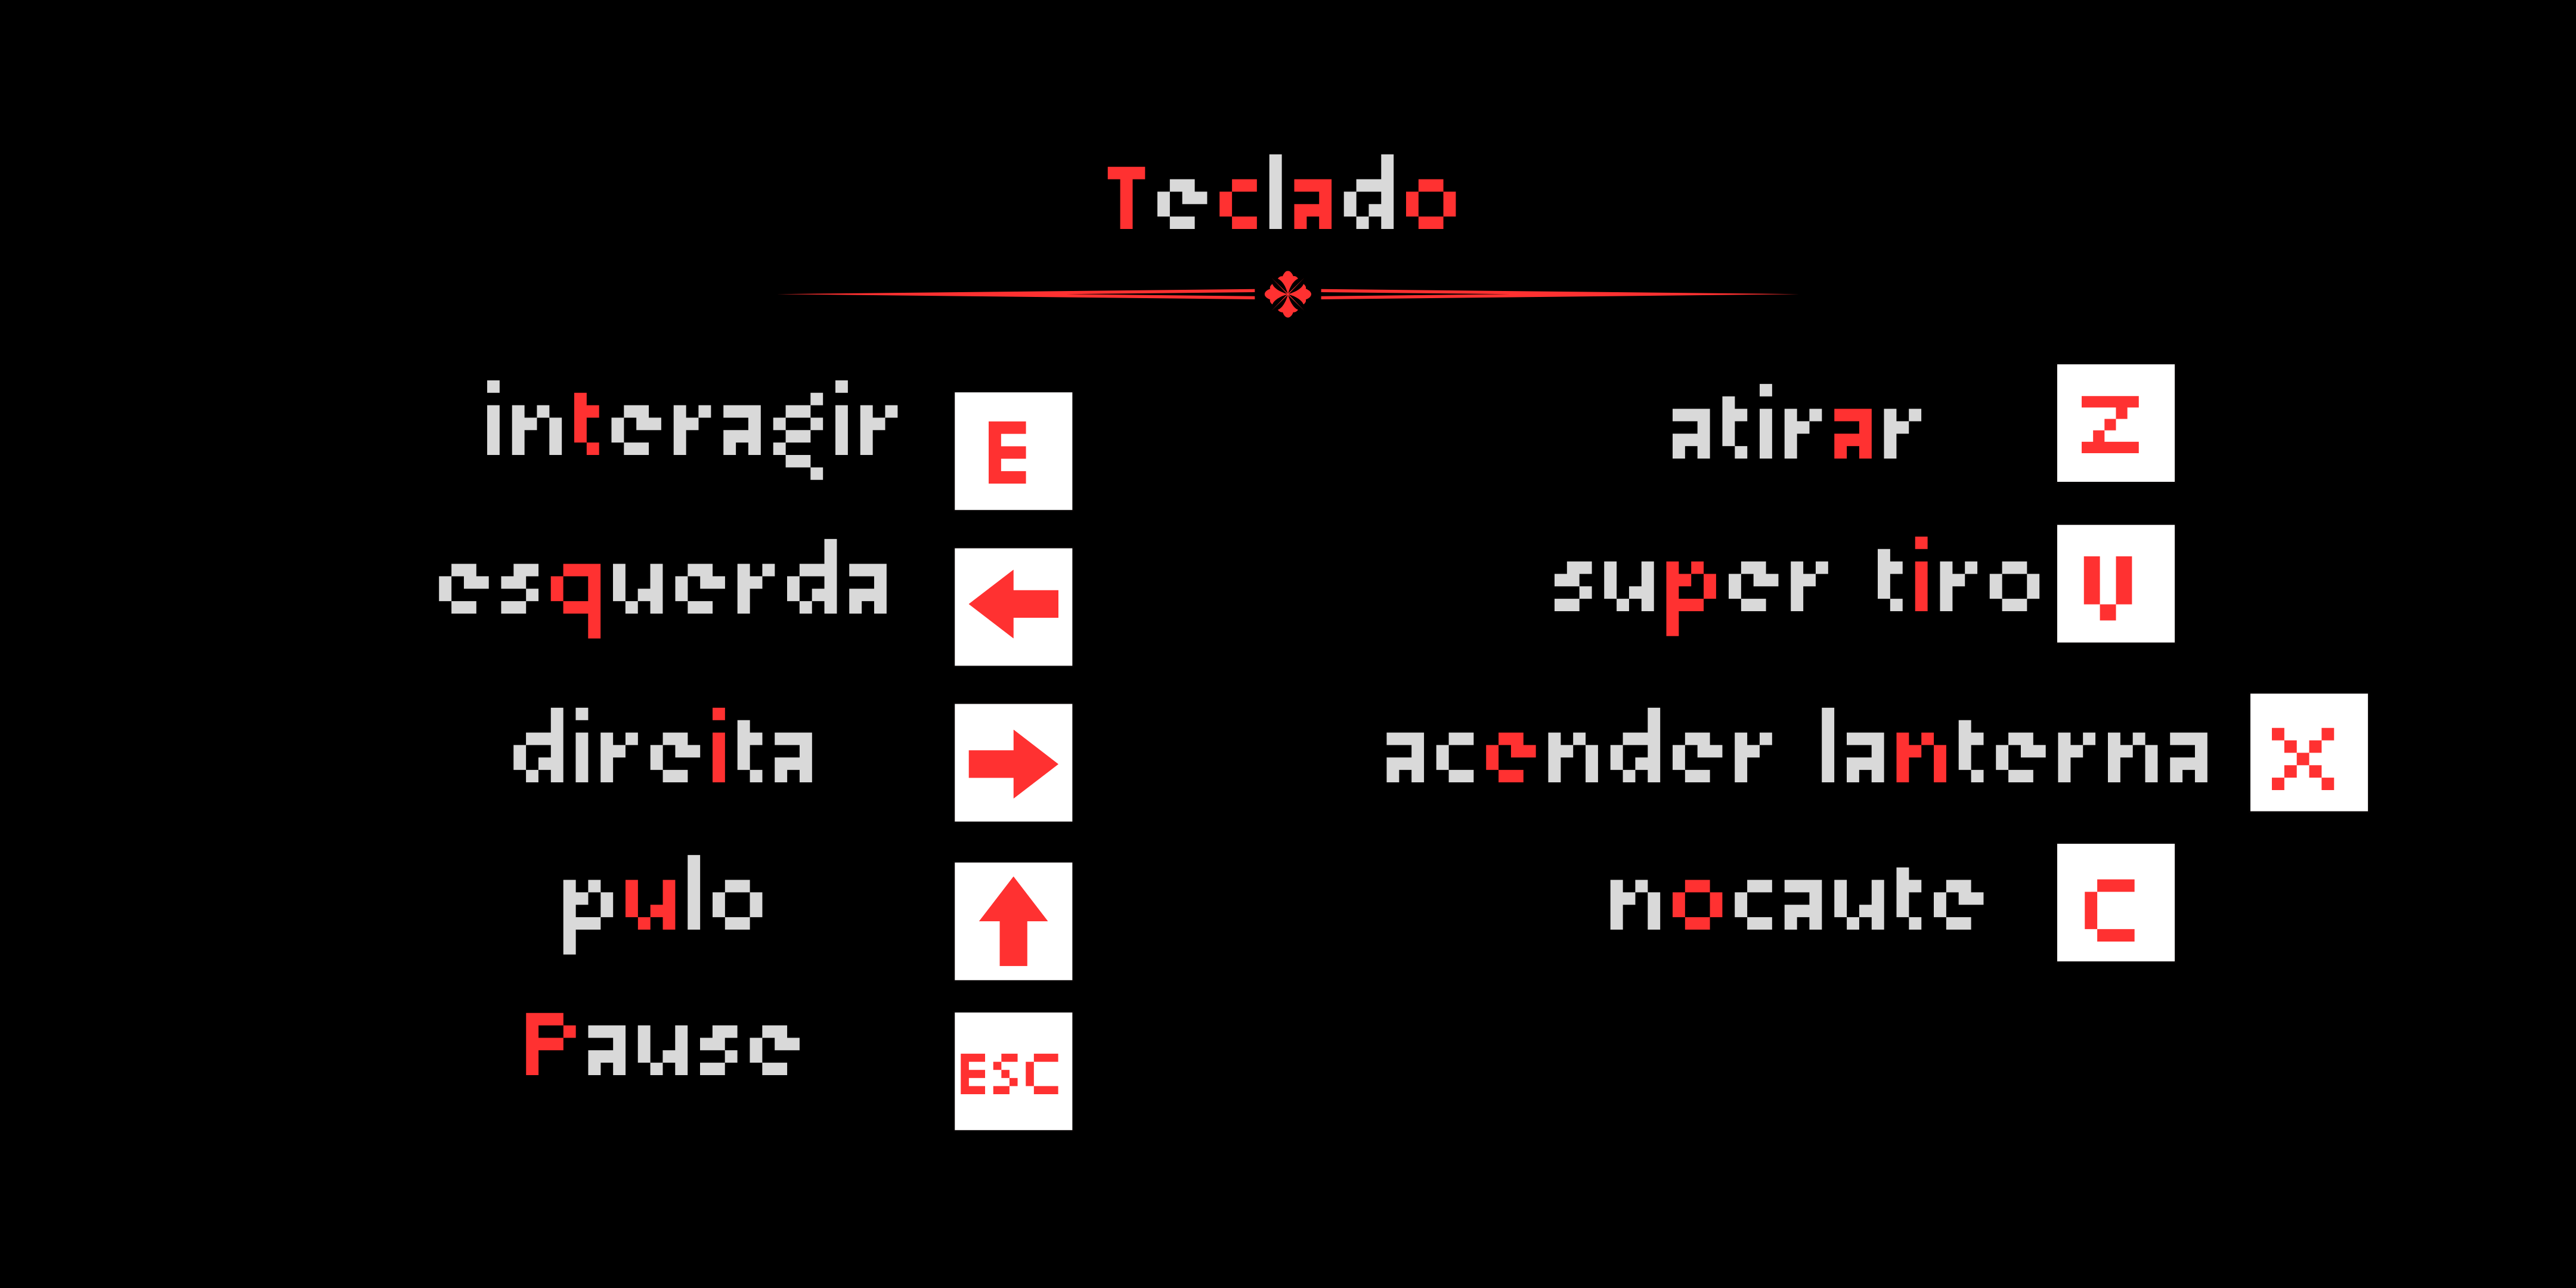 Teclado
interagir E
esquerda
direita
pulo
Pause ESC
atirar Z
super tiro V
acender lanterna X
nocaute C